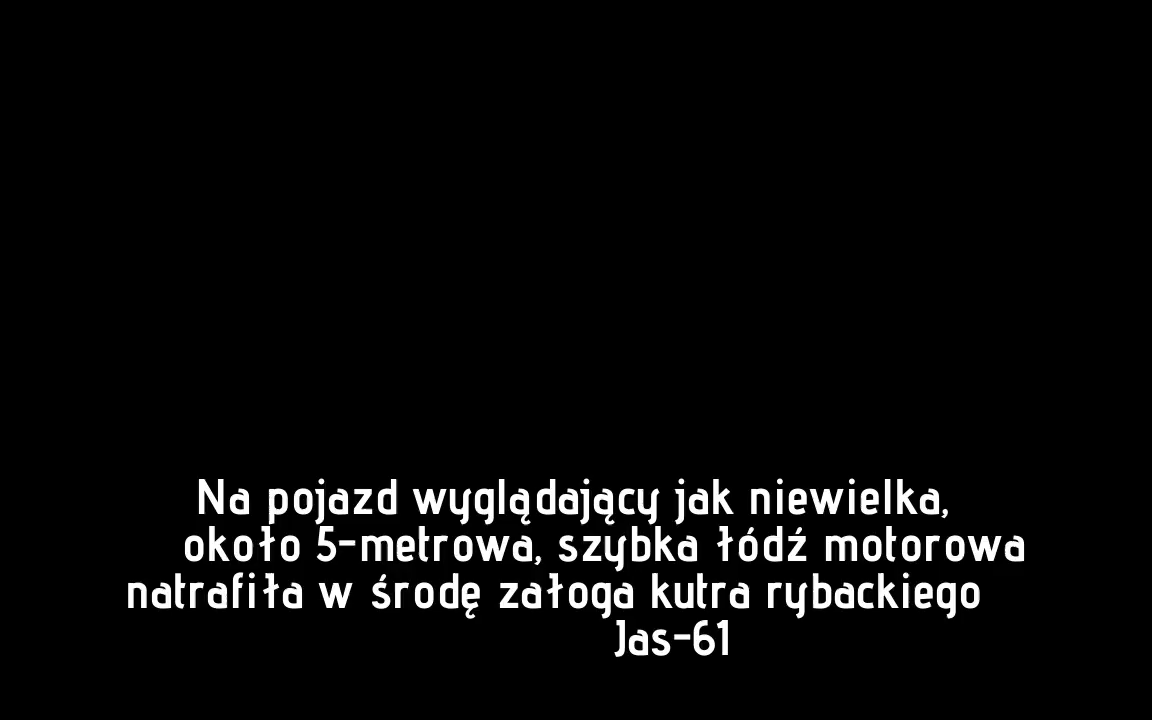 Na pojazd wyglądający jak niewielka,
około 5-metrowa, szybka łódź motorowa
natrafiła w środę załoga kutra rybackiego
Jas-61